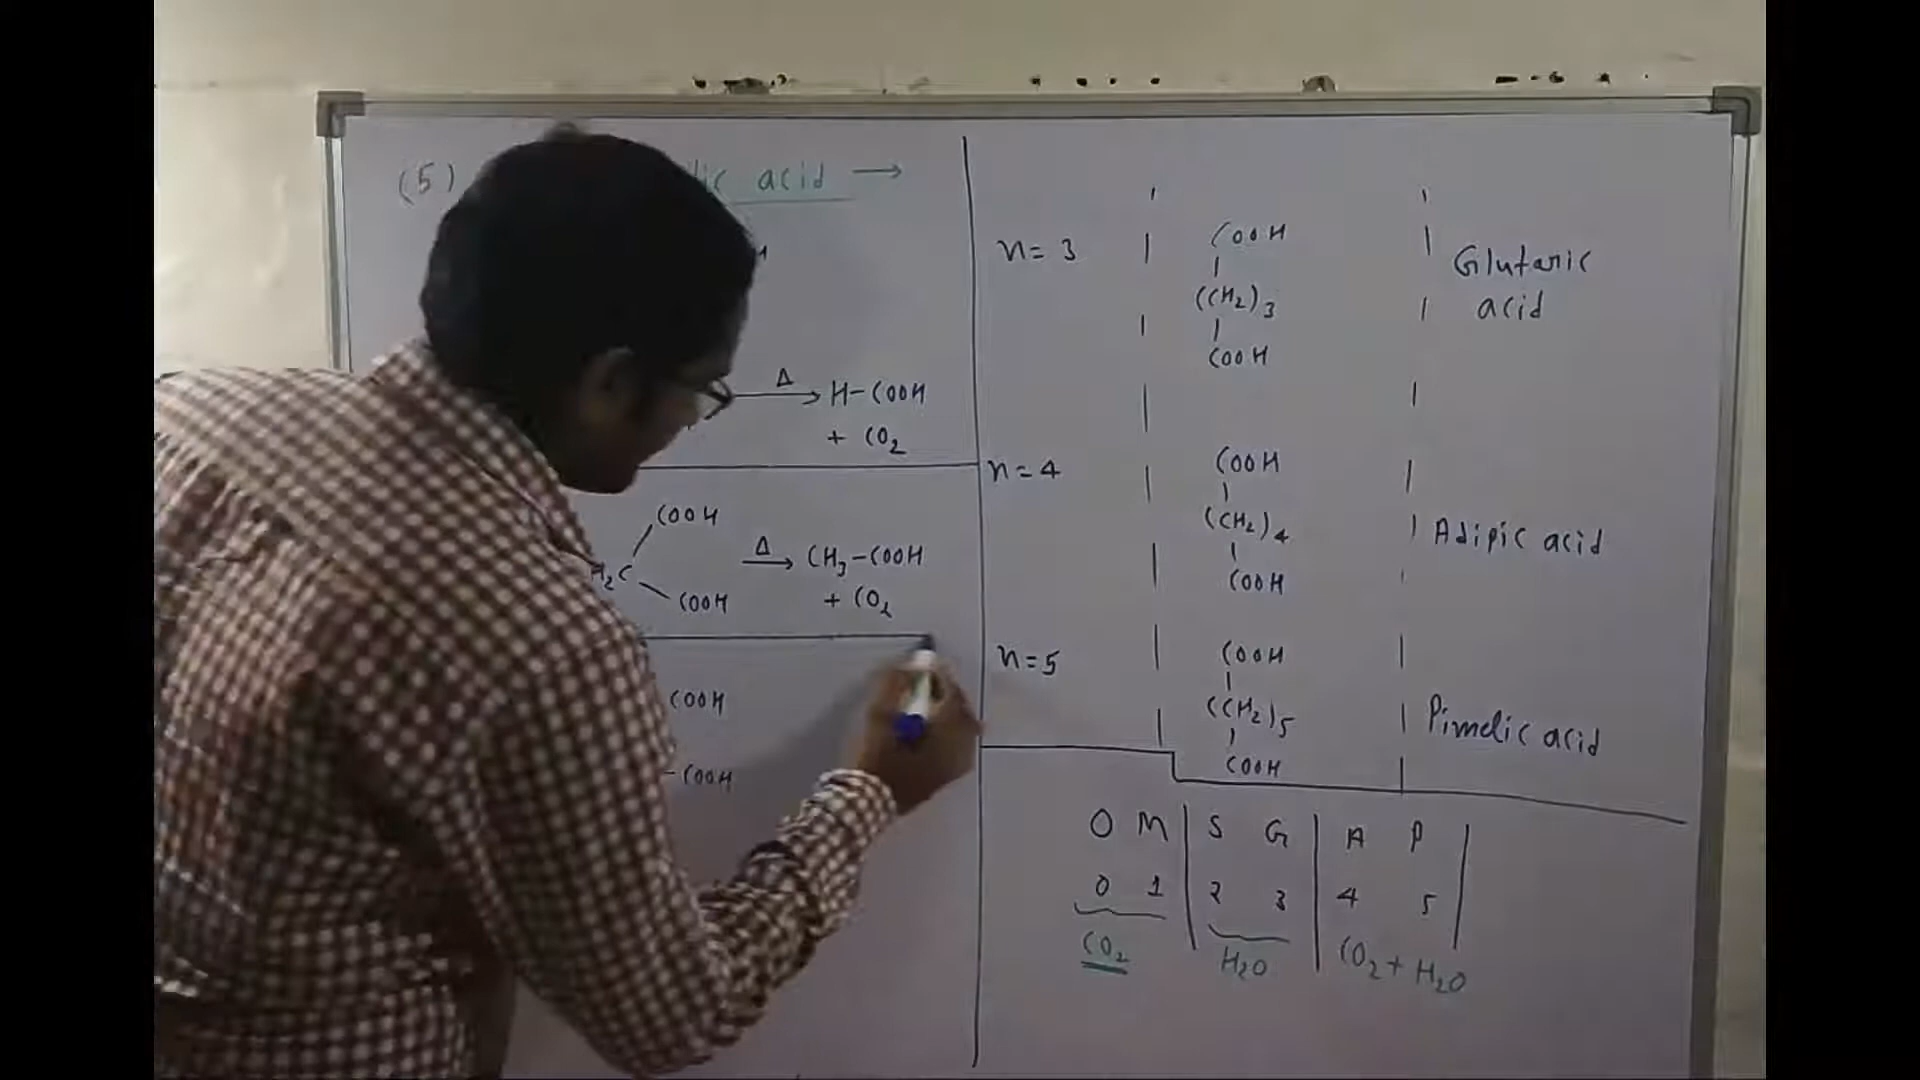 (5) acid →
Δ
H-COOH
+ CO2
COOH
H2C Δ CH3-COOH
COOH + CO2
COOH
-COOH
n=3 COOH Glutaric
(CH2)3 acid
COOH
n=4 COOH
(CH2)4 Adipic acid
COOH
n=5 COOH
(CH2)5 Pimelic acid
COOH
O M | S G | A P |
0 1 2 3 4 5
CO2 H2O CO2 + H2O